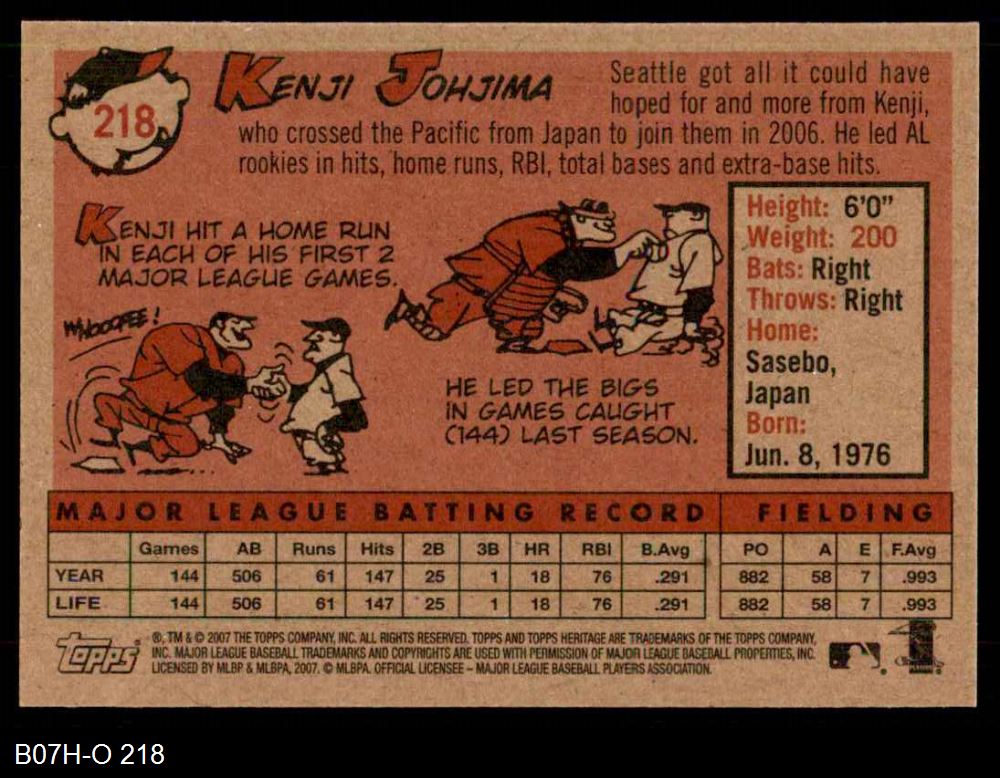 218
KENJI JOHJIMA
Seattle got all it could have
hoped for and more from Kenji,
who crossed the Pacific from Japan to join them in 2006. He led AL
rookies in hits, home runs, RBI, total bases and extra-base hits.
KENJI HIT A HOME RUN
IN EACH OF HIS FIRST 2
MAJOR LEAGUE GAMES.
WHOOOPEE!
HE LED THE BIGS
IN GAMES CAUGHT
(144) LAST SEASON.
Height: 6'0"
Weight: 200
Bats: Right
Throws: Right
Home:
Sasebo,
Japan
Born:
Jun. 8, 1976
MAJOR LEAGUE BATTING RECORD FIELDING
Games AB Runs Hits 2B 3B HR RBI B.Avg PO A E F.Avg
YEAR 144 506 61 147 25 1 18 76 .291 882 58 7 .993
LIFE 144 506 61 147 25 1 18 76 .291 882 58 7 .993
Topps
®, TM & © 2007 THE TOPPS COMPANY, INC. ALL RIGHTS RESERVED. TOPPS AND TOPPS HERITAGE ARE TRADEMARKS OF THE TOPPS COMPANY,
INC. MAJOR LEAGUE BASEBALL TRADEMARKS AND COPYRIGHTS ARE USED WITH PERMISSION OF MAJOR LEAGUE BASEBALL PROPERTIES, INC.
LICENSED BY MLBP & MLBPA, 2007. © MLBPA. OFFICIAL LICENSEE – MAJOR LEAGUE BASEBALL PLAYERS ASSOCIATION.
B07H-O 218